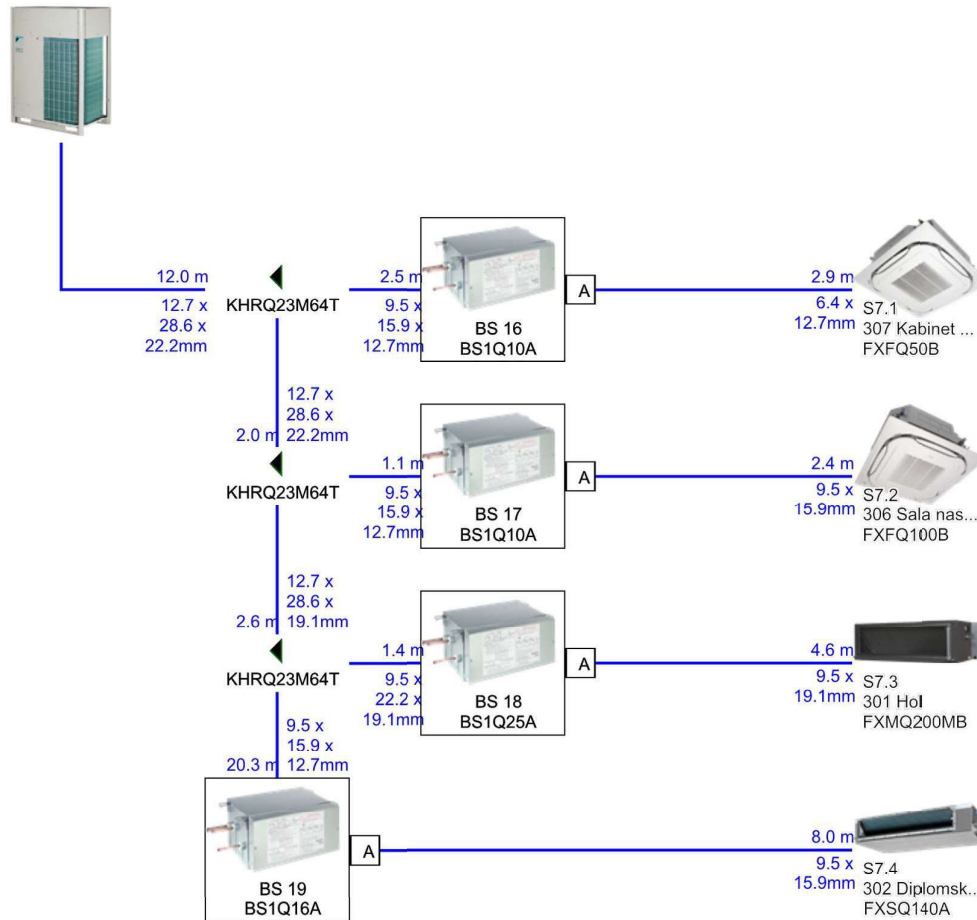 12.0 m
12.7 x
28.6 x
22.2mm
KHRQ23M64T
2.5 m
9.5 x
15.9 x
12.7mm
BS 16
BS1Q10A
A
2.9 m
6.4 x
12.7mm
S7.1
307 Kabinet ...
FXFQ50B
12.7 x
28.6 x
2.0 m 22.2mm
KHRQ23M64T
1.1 m
9.5 x
15.9 x
12.7mm
BS 17
BS1Q10A
A
2.4 m
9.5 x
15.9mm
S7.2
306 Sala nas...
FXFQ100B
12.7 x
28.6 x
2.6 m 19.1mm
KHRQ23M64T
1.4 m
9.5 x
22.2 x
19.1mm
BS 18
BS1Q25A
A
4.6 m
9.5 x
19.1mm
S7.3
301 Hol
FXMQ200MB
9.5 x
15.9 x
20.3 m 12.7mm
BS 19
BS1Q16A
A
8.0 m
9.5 x
15.9mm
S7.4
302 Diplomsk...
FXSQ140A